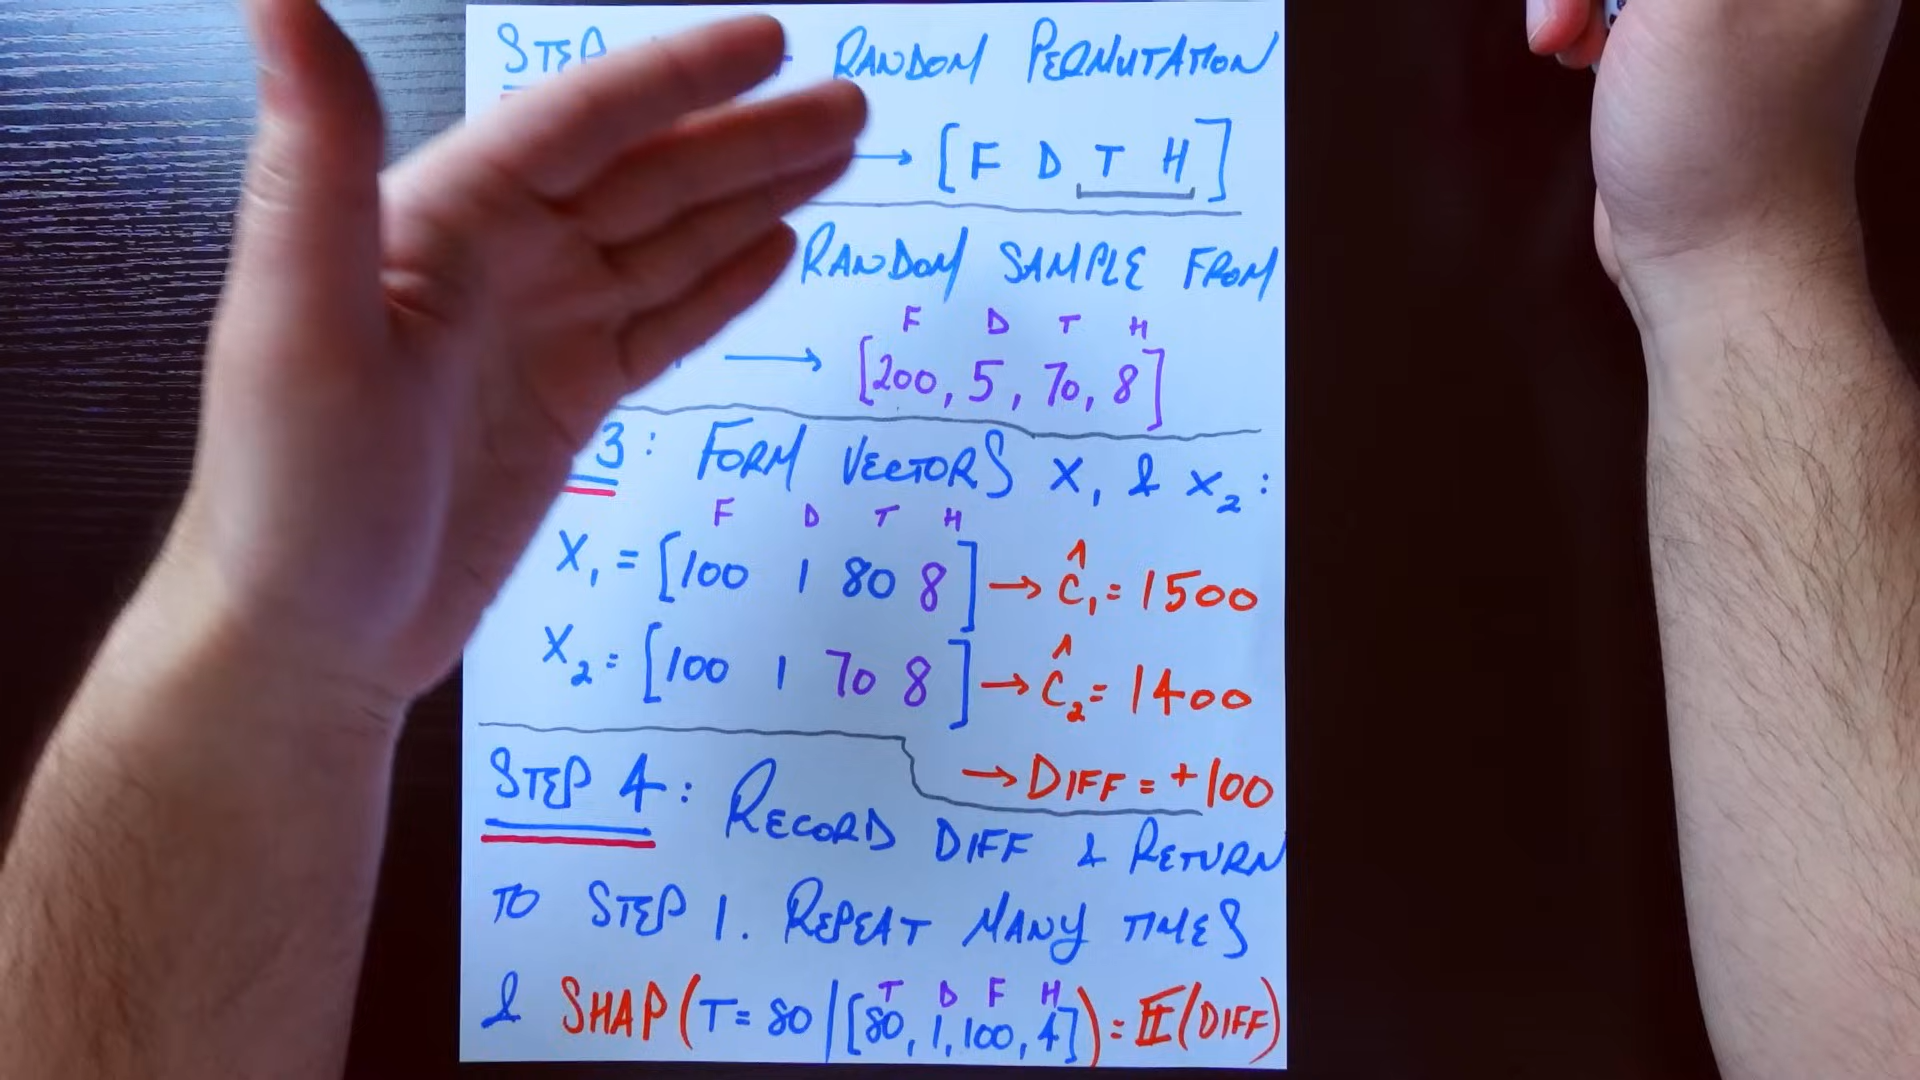 STEP RANDOM PERMUTATION
→ [F D T H]
RANDOM SAMPLE FROM
F D T H
→ [200, 5, 70, 8]
3: FORM VECTORS X₁ & X₂:
F D T H
X₁ = [100 1 80 8] → Ĉ₁ = 1500
X₂ = [100 1 70 8] → Ĉ₂ = 1400
→ DIFF = +100
STEP 4: RECORD DIFF & RETURN
TO STEP 1. REPEAT MANY TIMES
T D F H
& SHAP(T = 80 | [80, 1, 100, 4]) = E(DIFF)